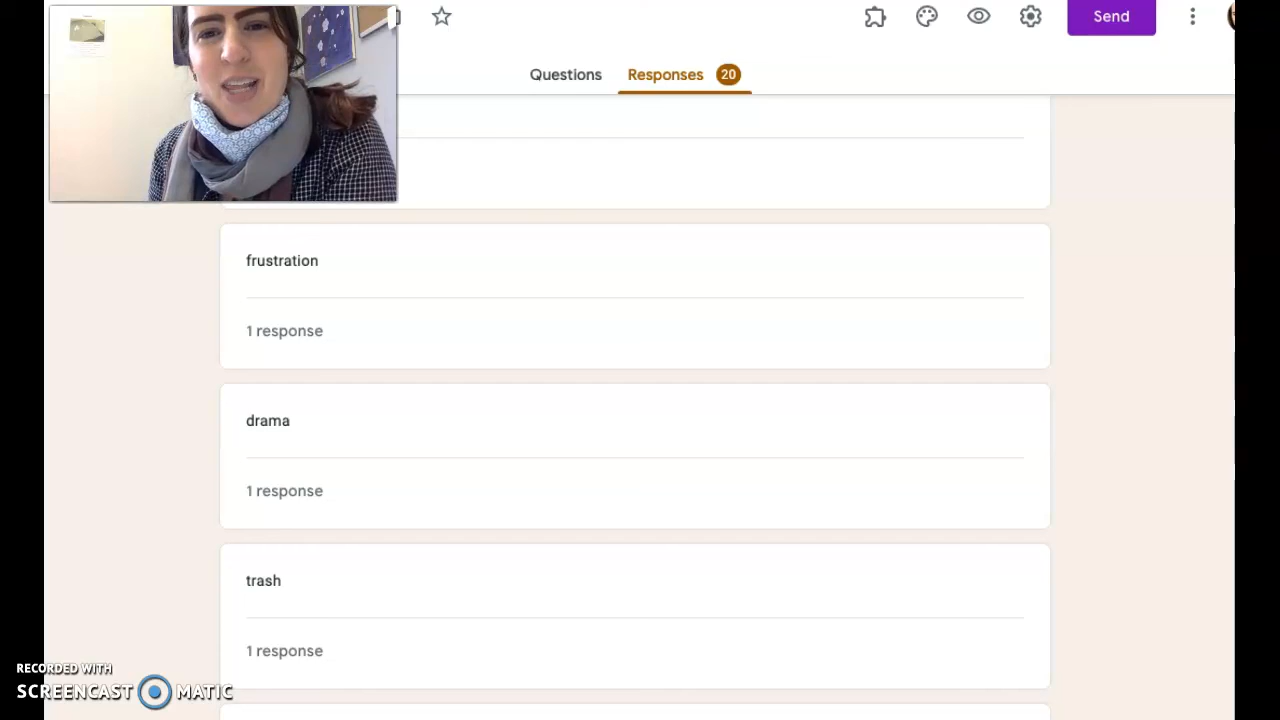 Send
Questions
Responses 20
frustration
1 response
drama
1 response
trash
1 response
RECORDED WITH
SCREENCAST MATIC